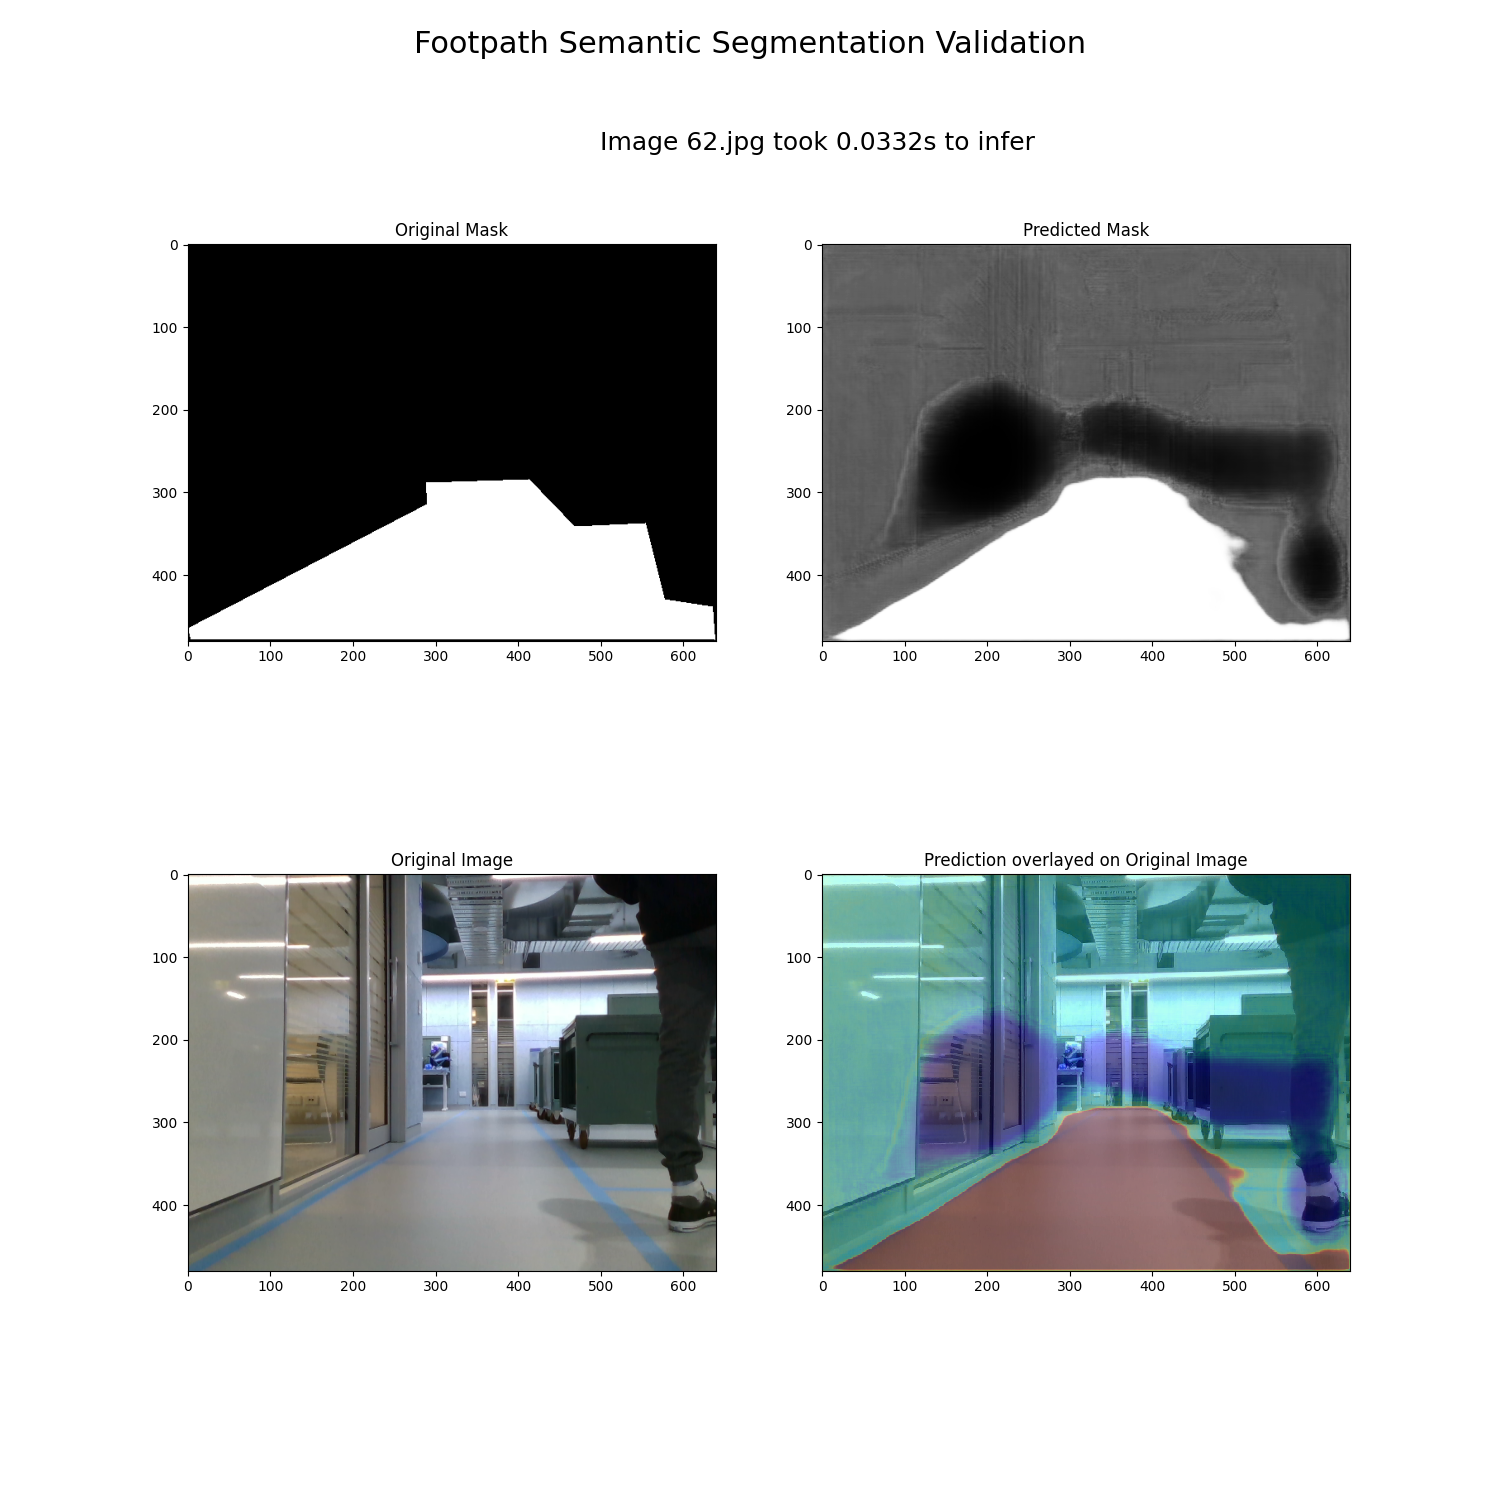 Footpath Semantic Segmentation Validation
Image 62.jpg took 0.0332s to infer
Original Mask
0
100
200
300
400
0 100 200 300 400 500 600
Predicted Mask
0
100
200
300
400
0 100 200 300 400 500 600
Original Image
0
100
200
300
400
0 100 200 300 400 500 600
Prediction overlayed on Original Image
0
100
200
300
400
0 100 200 300 400 500 600